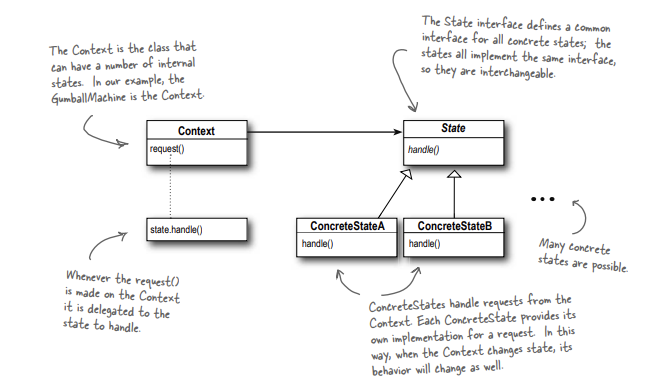 The State interface defines a common
interface for all concrete states; the
states all implement the same interface,
so they are interchangeable.
The Context is the class that
can have a number of internal
states. In our example, the
GumballMachine is the Context.
Context
request()
State
handle()
state.handle()
ConcreteStateA
handle()
ConcreteStateB
handle()
Many concrete
states are possible.
Whenever the request()
is made on the Context
it is delegated to the
state to handle.
ConcreteStates handle requests from the
Context. Each ConcreteState provides its
own implementation for a request. In this
way, when the Context changes state, its
behavior will change as well.